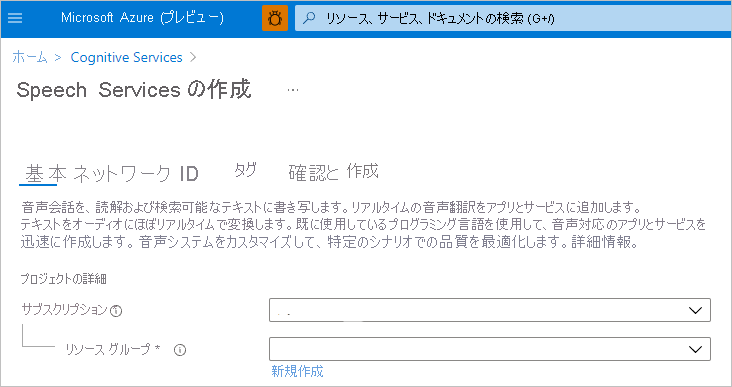 Microsoft Azure (プレビュー) リソース、サービス、ドキュメントの検索 (G+/)
ホーム > Cognitive Services >
Speech Services の作成 ...
基本 ネットワーク ID タグ 確認と 作成
音声会話を、読解および検索可能なテキストに書き写します。リアルタイムの音声翻訳をアプリとサービスに追加します。
テキストをオーディオにほぼリアルタイムで変換します。既に使用しているプログラミング言語を使用して、音声対応のアプリとサービスを
迅速に作成します。音声システムをカスタマイズして、特定のシナリオでの品質を最適化します。詳細情報。
プロジェクトの詳細
サブスクリプション
リソース グループ *
新規作成